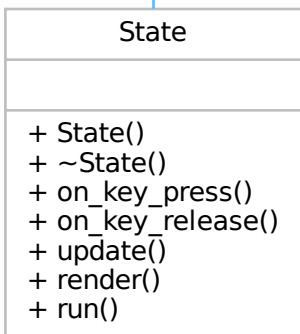 State
+ State()
+ ~State()
+ on_key_press()
+ on_key_release()
+ update()
+ render()
+ run()